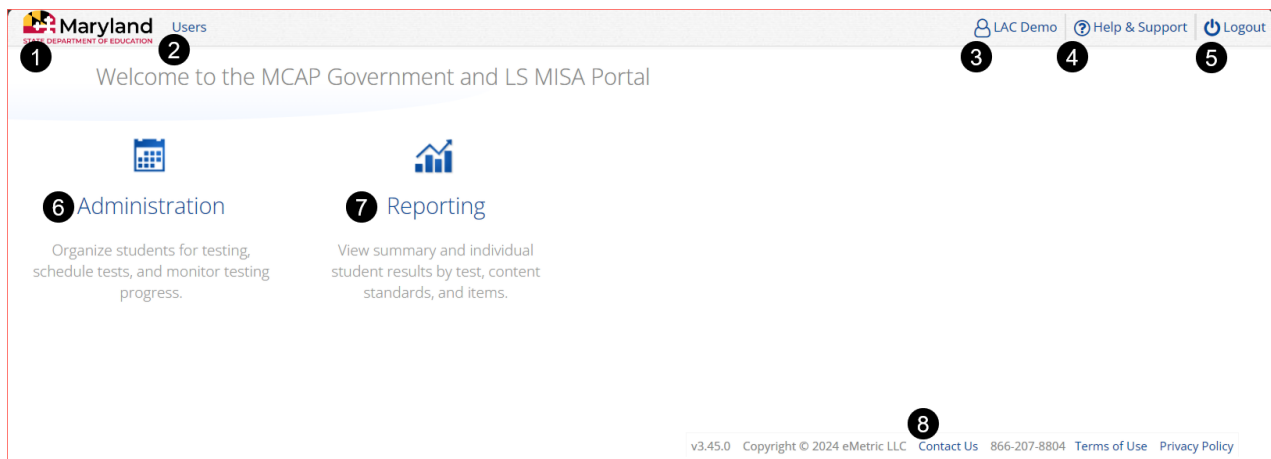 Maryland
STATE DEPARTMENT OF EDUCATION
Users
LAC Demo
Help & Support
Logout
1
2
3
4
5
Welcome to the MCAP Government and LS MISA Portal
6 Administration
Organize students for testing,
schedule tests, and monitor testing
progress.
7 Reporting
View summary and individual
student results by test, content
standards, and items.
8
v3.45.0 Copyright © 2024 eMetric LLC Contact Us 866-207-8804 Terms of Use Privacy Policy